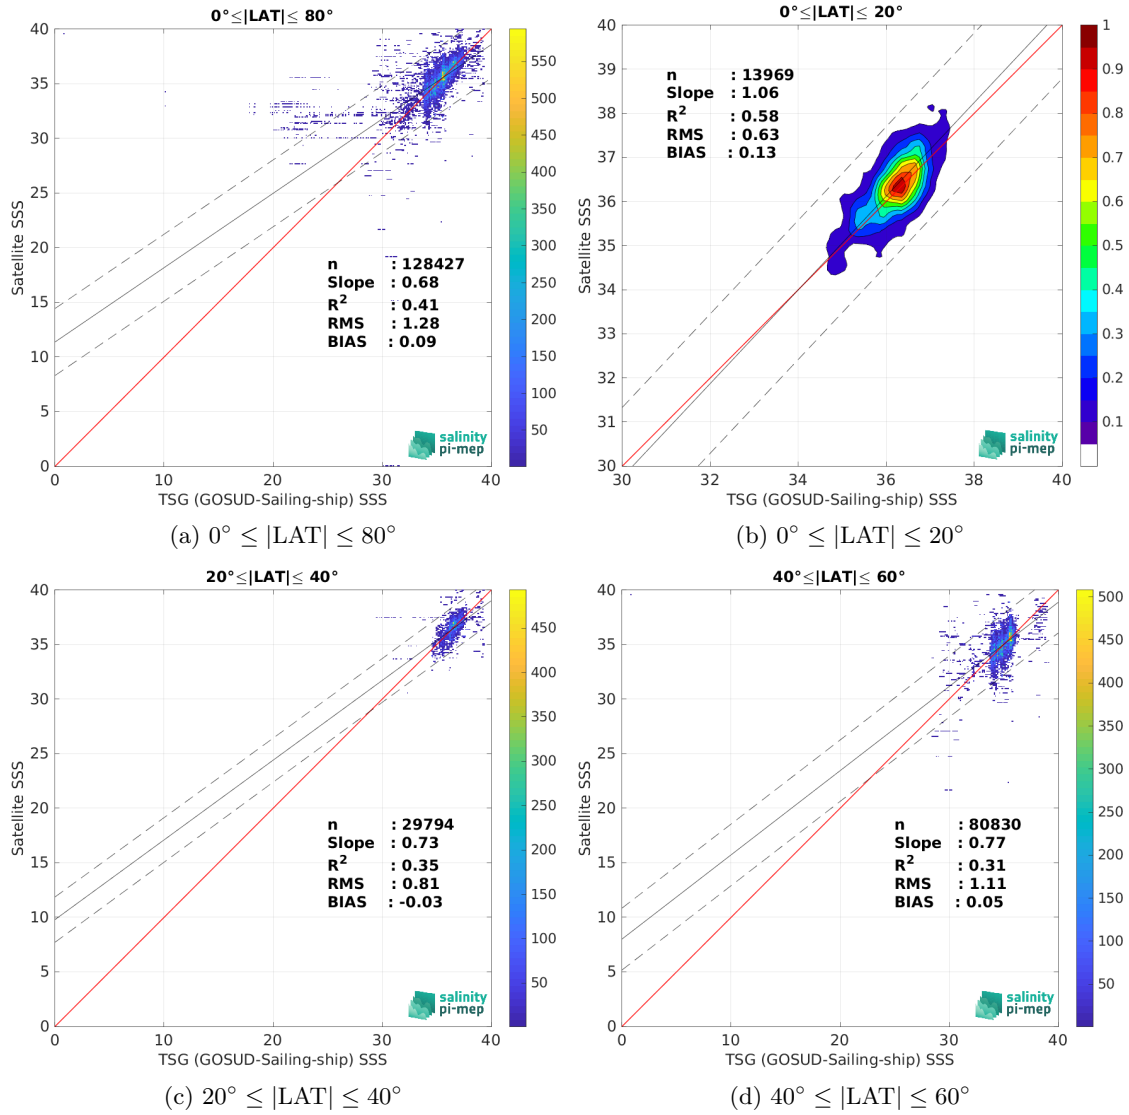 0°≤|LAT|≤ 80°
40
35
30
25
20
15
10
5
0
Satellite SSS
n : 128427
Slope : 0.68
R² : 0.41
RMS : 1.28
BIAS : 0.09
salinity
pi-mep
0 10 20 30 40
TSG (GOSUD-Sailing-ship) SSS
550
500
450
400
350
300
250
200
150
100
50
(a) 0° ≤ |LAT| ≤ 80°
0°≤|LAT|≤ 20°
40
39
38
37
36
35
34
33
32
31
30
Satellite SSS
n : 13969
Slope : 1.06
R² : 0.58
RMS : 0.63
BIAS : 0.13
salinity
pi-mep
30 32 34 36 38 40
TSG (GOSUD-Sailing-ship) SSS
1
0.9
0.8
0.7
0.6
0.5
0.4
0.3
0.2
0.1
(b) 0° ≤ |LAT| ≤ 20°
20°≤|LAT|≤ 40°
40
35
30
25
20
15
10
5
0
Satellite SSS
n : 29794
Slope : 0.73
R² : 0.35
RMS : 0.81
BIAS : -0.03
salinity
pi-mep
0 10 20 30 40
TSG (GOSUD-Sailing-ship) SSS
450
400
350
300
250
200
150
100
50
(c) 20° ≤ |LAT| ≤ 40°
40°≤|LAT|≤ 60°
40
35
30
25
20
15
10
5
0
Satellite SSS
n : 80830
Slope : 0.77
R² : 0.31
RMS : 1.11
BIAS : 0.05
salinity
pi-mep
0 10 20 30 40
TSG (GOSUD-Sailing-ship) SSS
500
450
400
350
300
250
200
150
100
50
(d) 40° ≤ |LAT| ≤ 60°